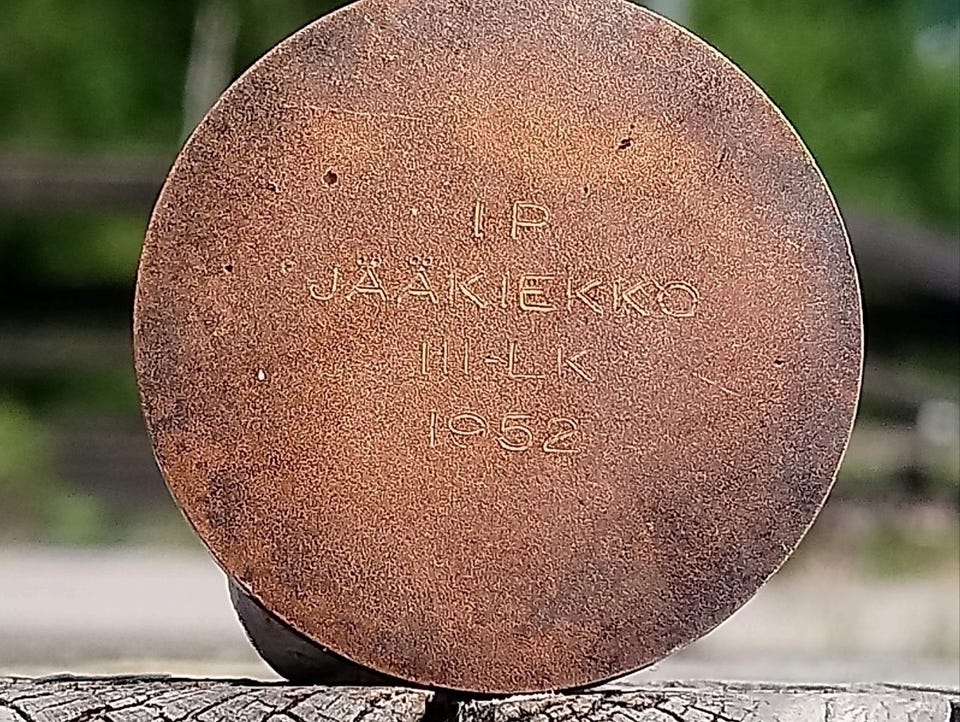 I P
JÄÄKIEKKO
III-LK
1952